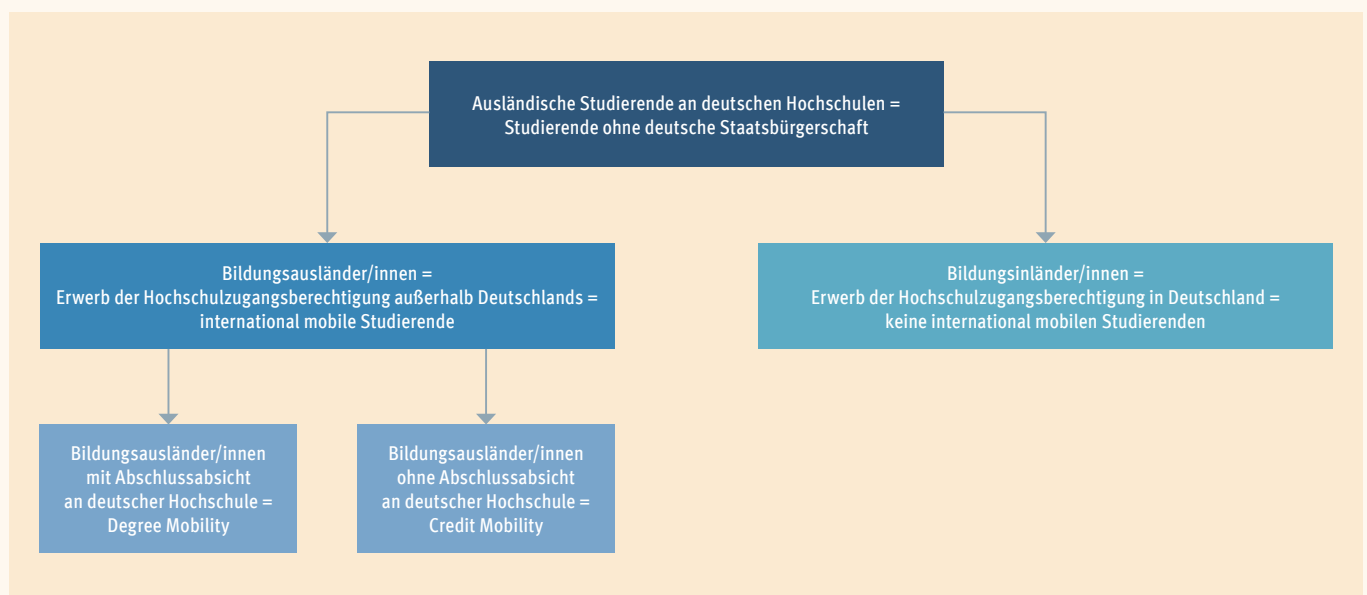 Ausländische Studierende an deutschen Hochschulen =
Studierende ohne deutsche Staatsbürgerschaft
Bildungsausländer/innen =
Erwerb der Hochschulzugangsberechtigung außerhalb Deutschlands =
international mobile Studierende
Bildungsinländer/innen =
Erwerb der Hochschulzugangsberechtigung in Deutschland =
keine international mobilen Studierenden
Bildungsausländer/innen
mit Abschlussabsicht
an deutscher Hochschule =
Degree Mobility
Bildungsausländer/innen
ohne Abschlussabsicht
an deutscher Hochschule =
Credit Mobility